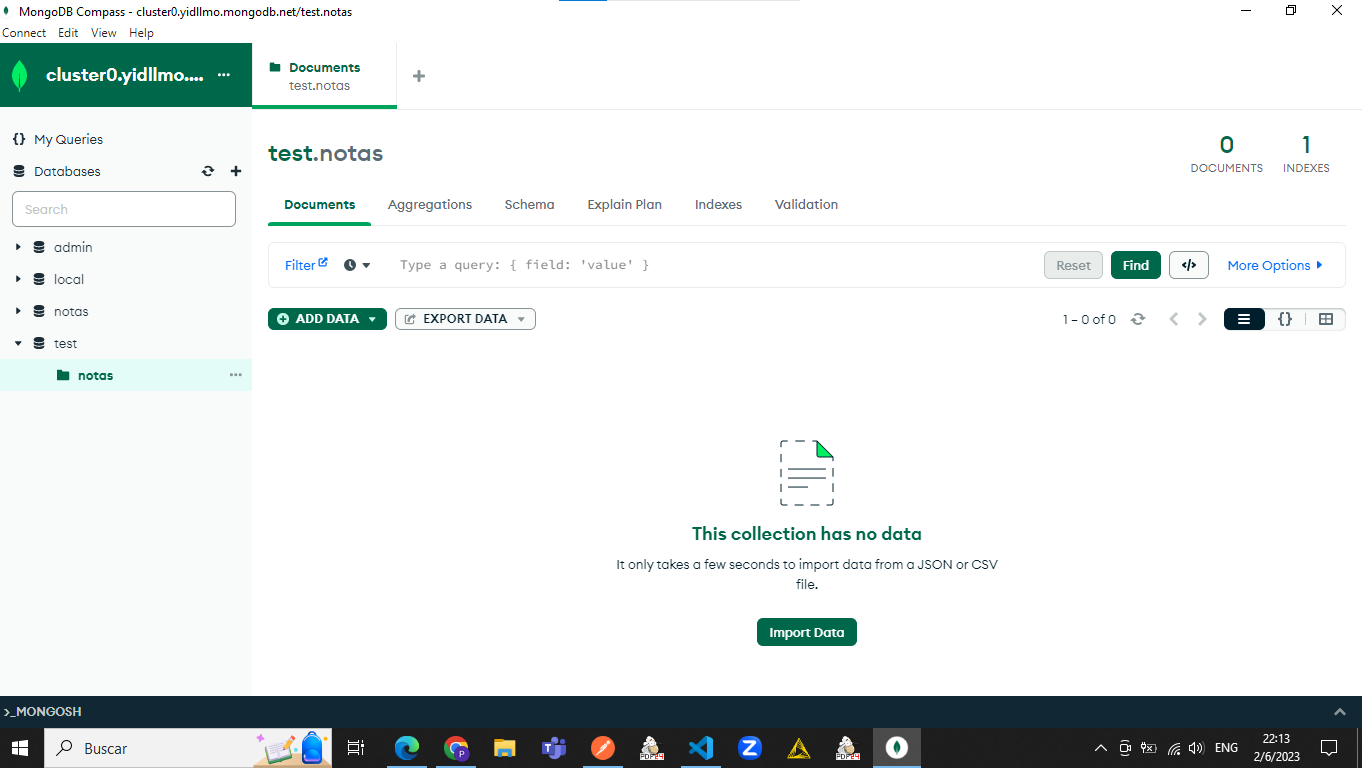 MongoDB Compass - cluster0.yidllmo.mongodb.net/test.notas
Connect Edit View Help
cluster0.yidllmo.... ...
Documents
test.notas
My Queries
Databases
Search
admin
local
notas
test
notas
test.notas
0
DOCUMENTS
1
INDEXES
Documents Aggregations Schema Explain Plan Indexes Validation
Filter Type a query: { field: 'value' } Reset Find </> More Options
ADD DATA EXPORT DATA 1 – 0 of 0 {}
This collection has no data
It only takes a few seconds to import data from a JSON or CSV
file.
Import Data
>_MONGOSH
Buscar
PDF24
PDF24
ENG
22:13
2/6/2023